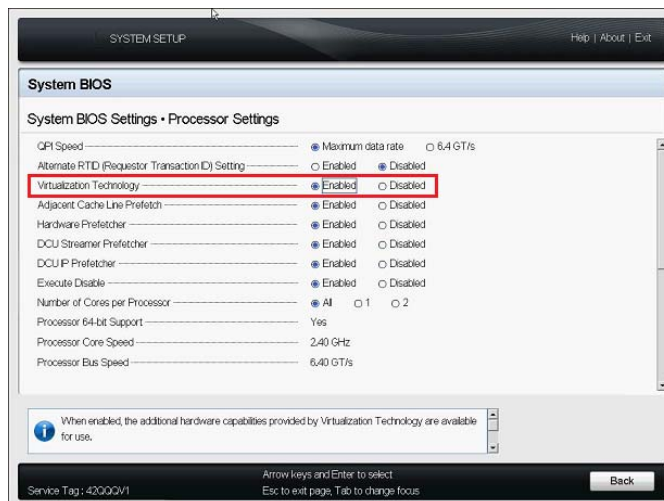 SYSTEM SETUP Help | About | Exit
System BIOS
System BIOS Settings • Processor Settings
QPI Speed Maximum data rate 6.4 GT/s
Alternate RTID (Requestor Transaction ID) Setting Enabled Disabled
Virtualization Technology Enabled Disabled
Adjacent Cache Line Prefetch Enabled Disabled
Hardware Prefetcher Enabled Disabled
DCU Streamer Prefetcher Enabled Disabled
DCU IP Prefetcher Enabled Disabled
Execute Disable Enabled Disabled
Number of Cores per Processor All 1 2
Processor 64-bit Support Yes
Processor Core Speed 2.40 GHz
Processor Bus Speed 6.40 GT/s
When enabled, the additional hardware capabilities provided by Virtualization Technology are available
for use.
Arrow keys and Enter to select
Service Tag : 42QQQV1 Esc to exit page, Tab to change focus Back